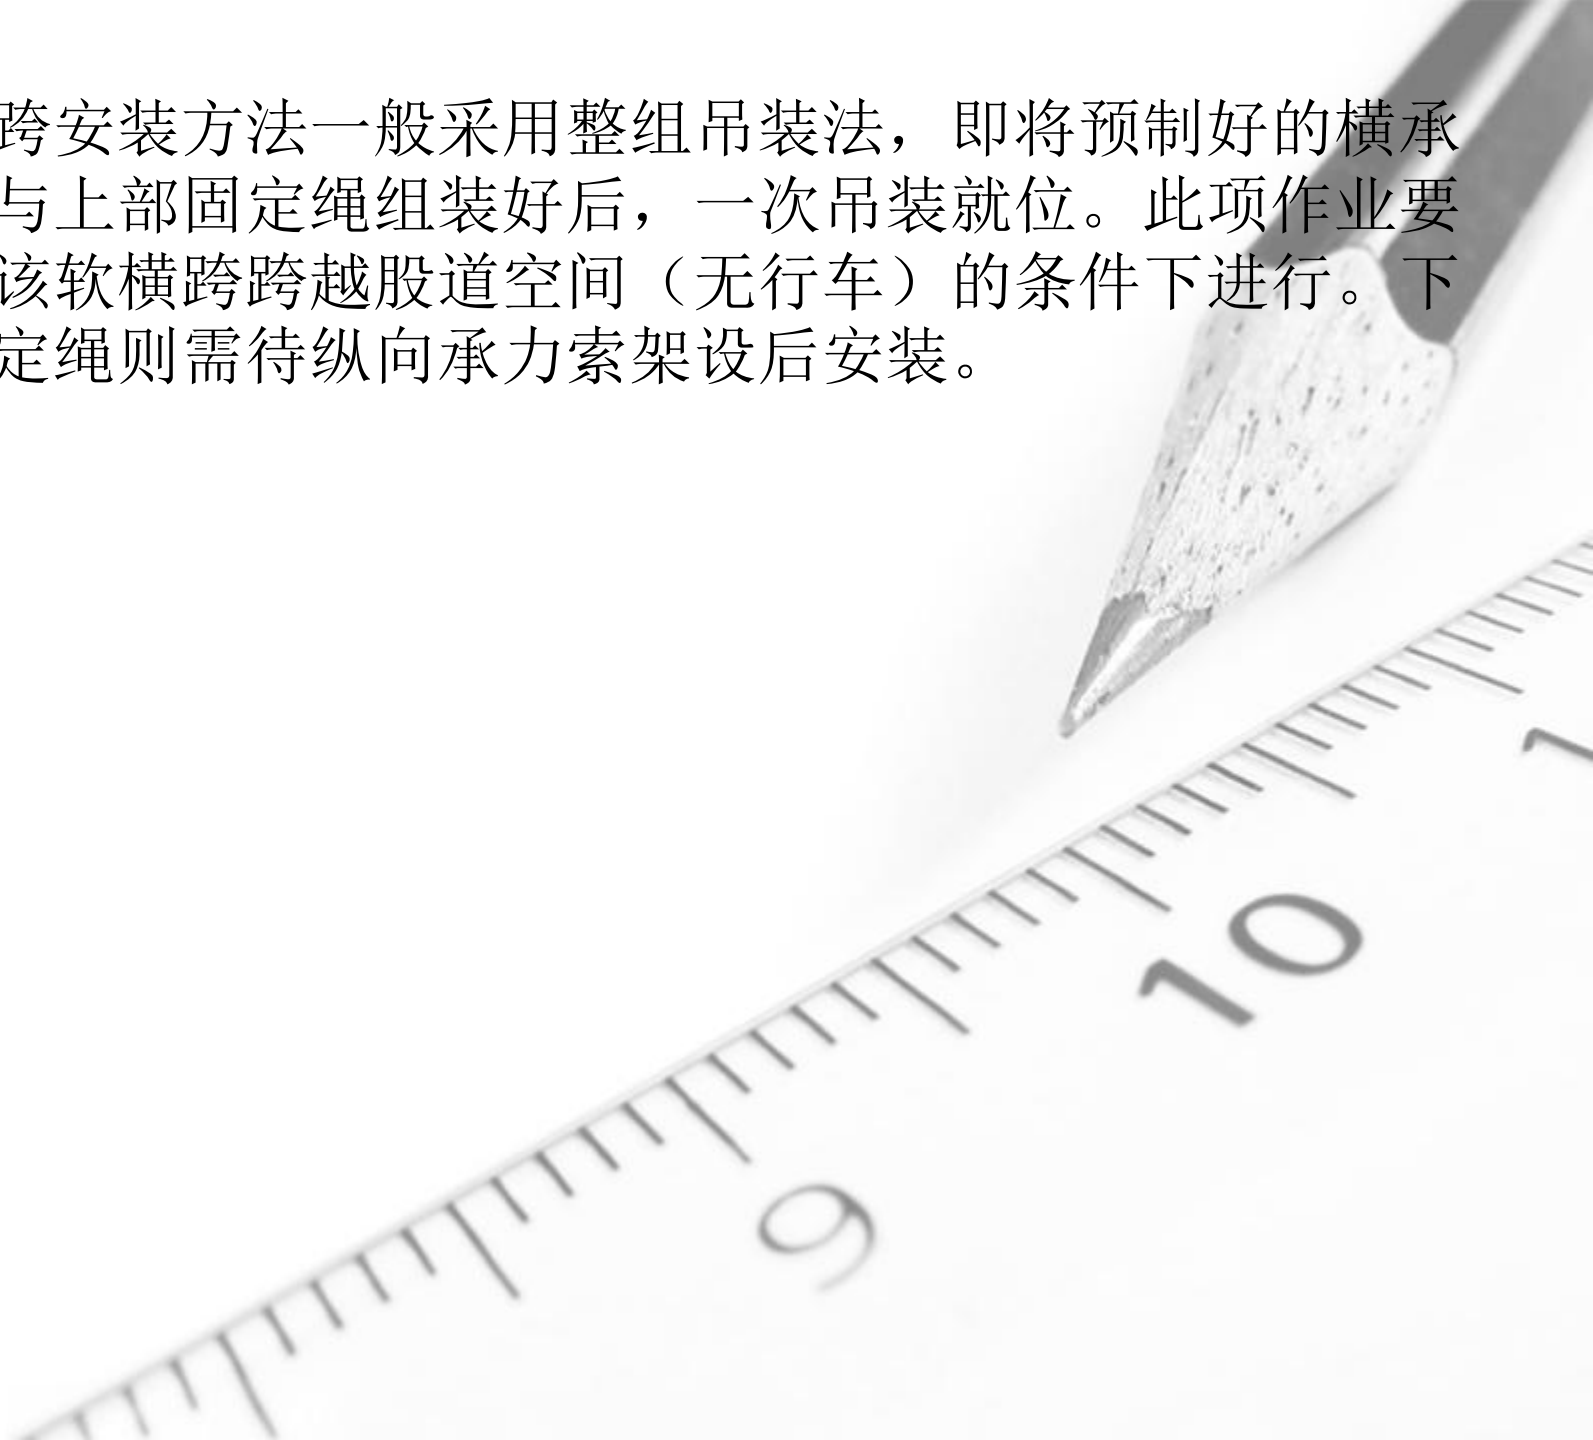 跨安装方法一般采用整组吊装法，即将预制好的横承
与上部固定绳组装好后，一次吊装就位。此项作业要
该软横跨跨越股道空间（无行车）的条件下进行。下
定绳则需待纵向承力索架设后安装。
10
9